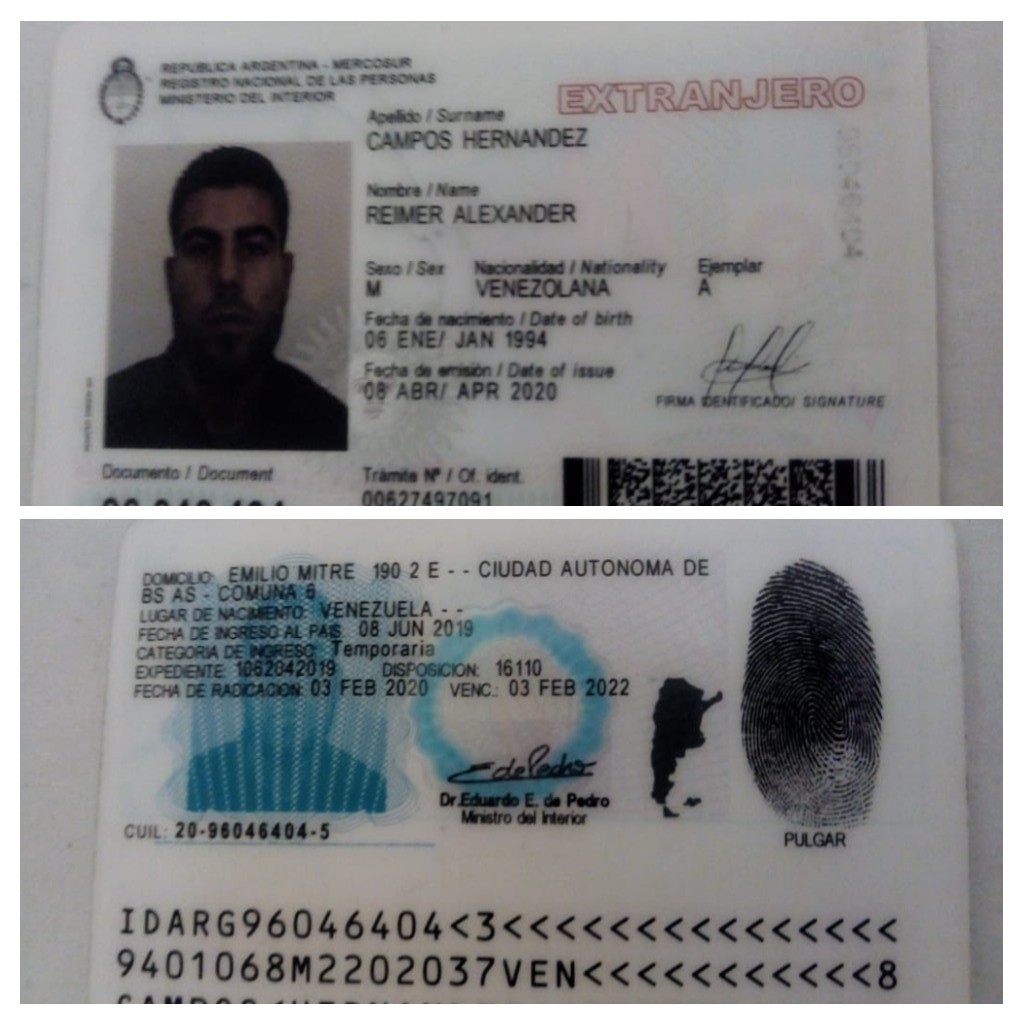 REPUBLICA ARGENTINA - MERCOSUR
REGISTRO NACIONAL DE LAS PERSONAS
MINISTERIO DEL INTERIOR
EXTRANJERO
Apellido / Surname
CAMPOS HERNANDEZ
Nombre / Name
REIMER ALEXANDER
Sexo / Sex Nacionalidad / Nationality Ejemplar
M VENEZOLANA A
Fecha de nacimiento / Date of birth
06 ENE/ JAN 1994
Fecha de emisión / Date of issue
08 ABR/ APR 2020
FIRMA IDENTIFICADO/ SIGNATURE
Documento / Document Trámite Nº / Of. ident.
00627497091
DOMICILIO: EMILIO MITRE 190 2 E - - CIUDAD AUTONOMA DE
BS AS - COMUNA 6
LUGAR DE NACIMIENTO: VENEZUELA - -
FECHA DE INGRESO AL PAIS: 08 JUN 2019
CATEGORIA DE INGRESO: Temporaria
EXPEDIENTE: 1062042019 DISPOSICION: 16110
FECHA DE RADICACION: 03 FEB 2020 VENC.: 03 FEB 2022
Dr.Eduardo E. de Pedro
Ministro del Interior
CUIL: 20-96046404-5
PULGAR
IDARG96046404<3<<<<<<<<<<<<<<<
9401068M2202037VEN<<<<<<<<<<<8